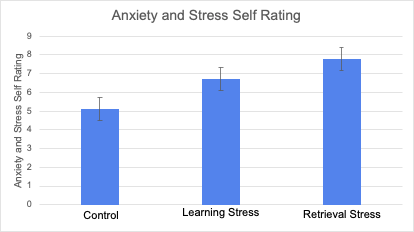 Anxiety and Stress Self Rating
Anxiety and Stress Self Rating
9
8
7
6
5
4
3
2
1
0
Control
Learning Stress
Retrieval Stress